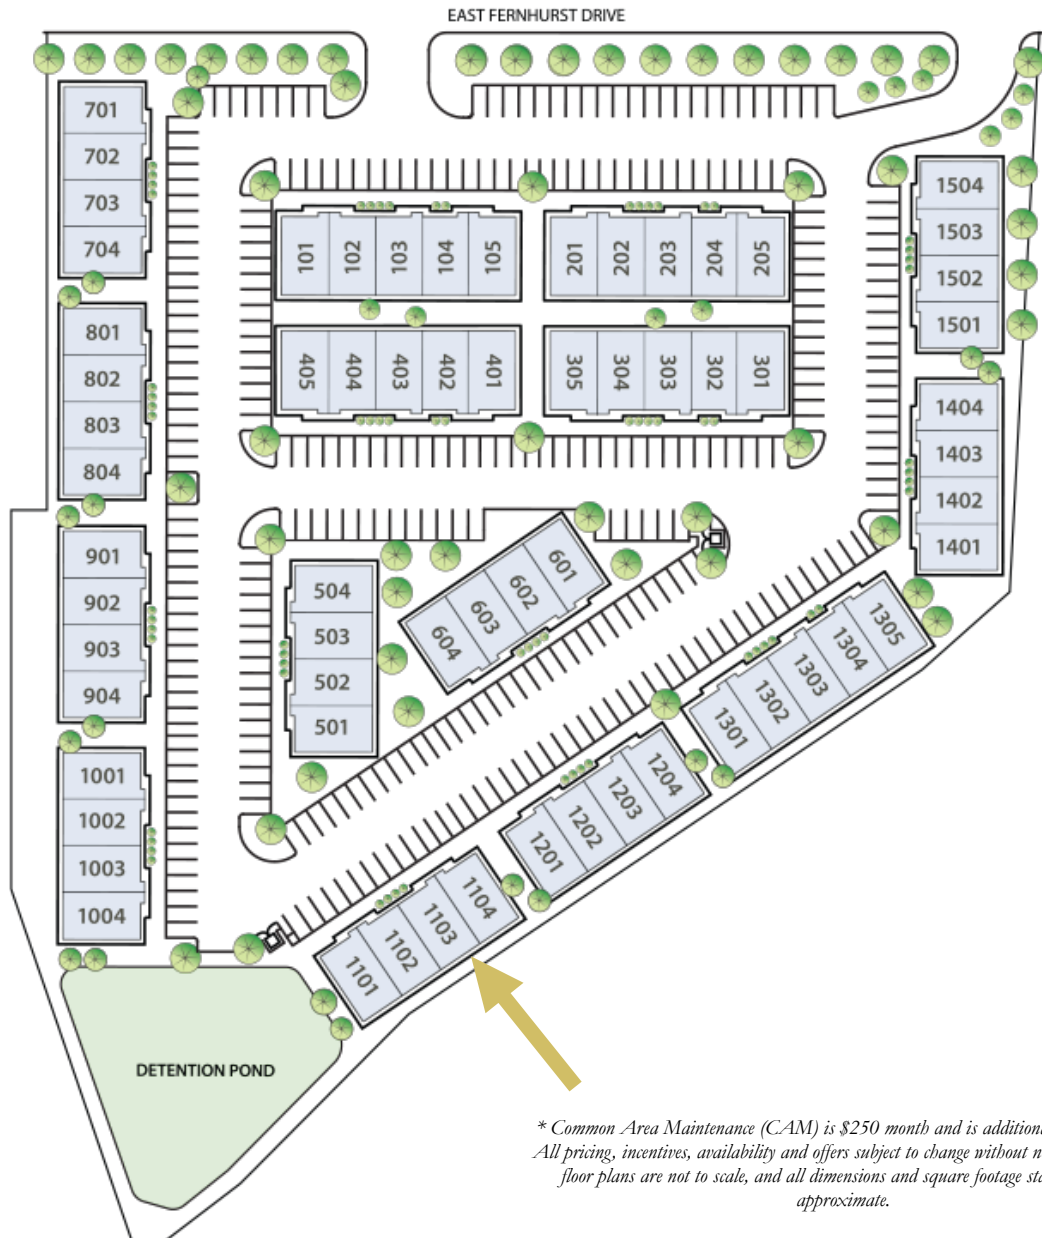 EAST FERNHURST DRIVE
701
702
703
704
801
802
803
804
901
902
903
904
1001
1002
1003
1004
101 102 103 104 105
201 202 203 204 205
405 404 403 402 401
305 304 303 302 301
504
503
502
501
604 603 602 601
1504
1503
1502
1501
1404
1403
1402
1401
1301 1302 1303 1304 1305
1201 1202 1203 1204
1101 1102 1103 1104
DETENTION POND
* Common Area Maintenance (CAM) is $250 month and is addition
All pricing, incentives, availability and offers subject to change without n
floor plans are not to scale, and all dimensions and square footage sta
approximate.